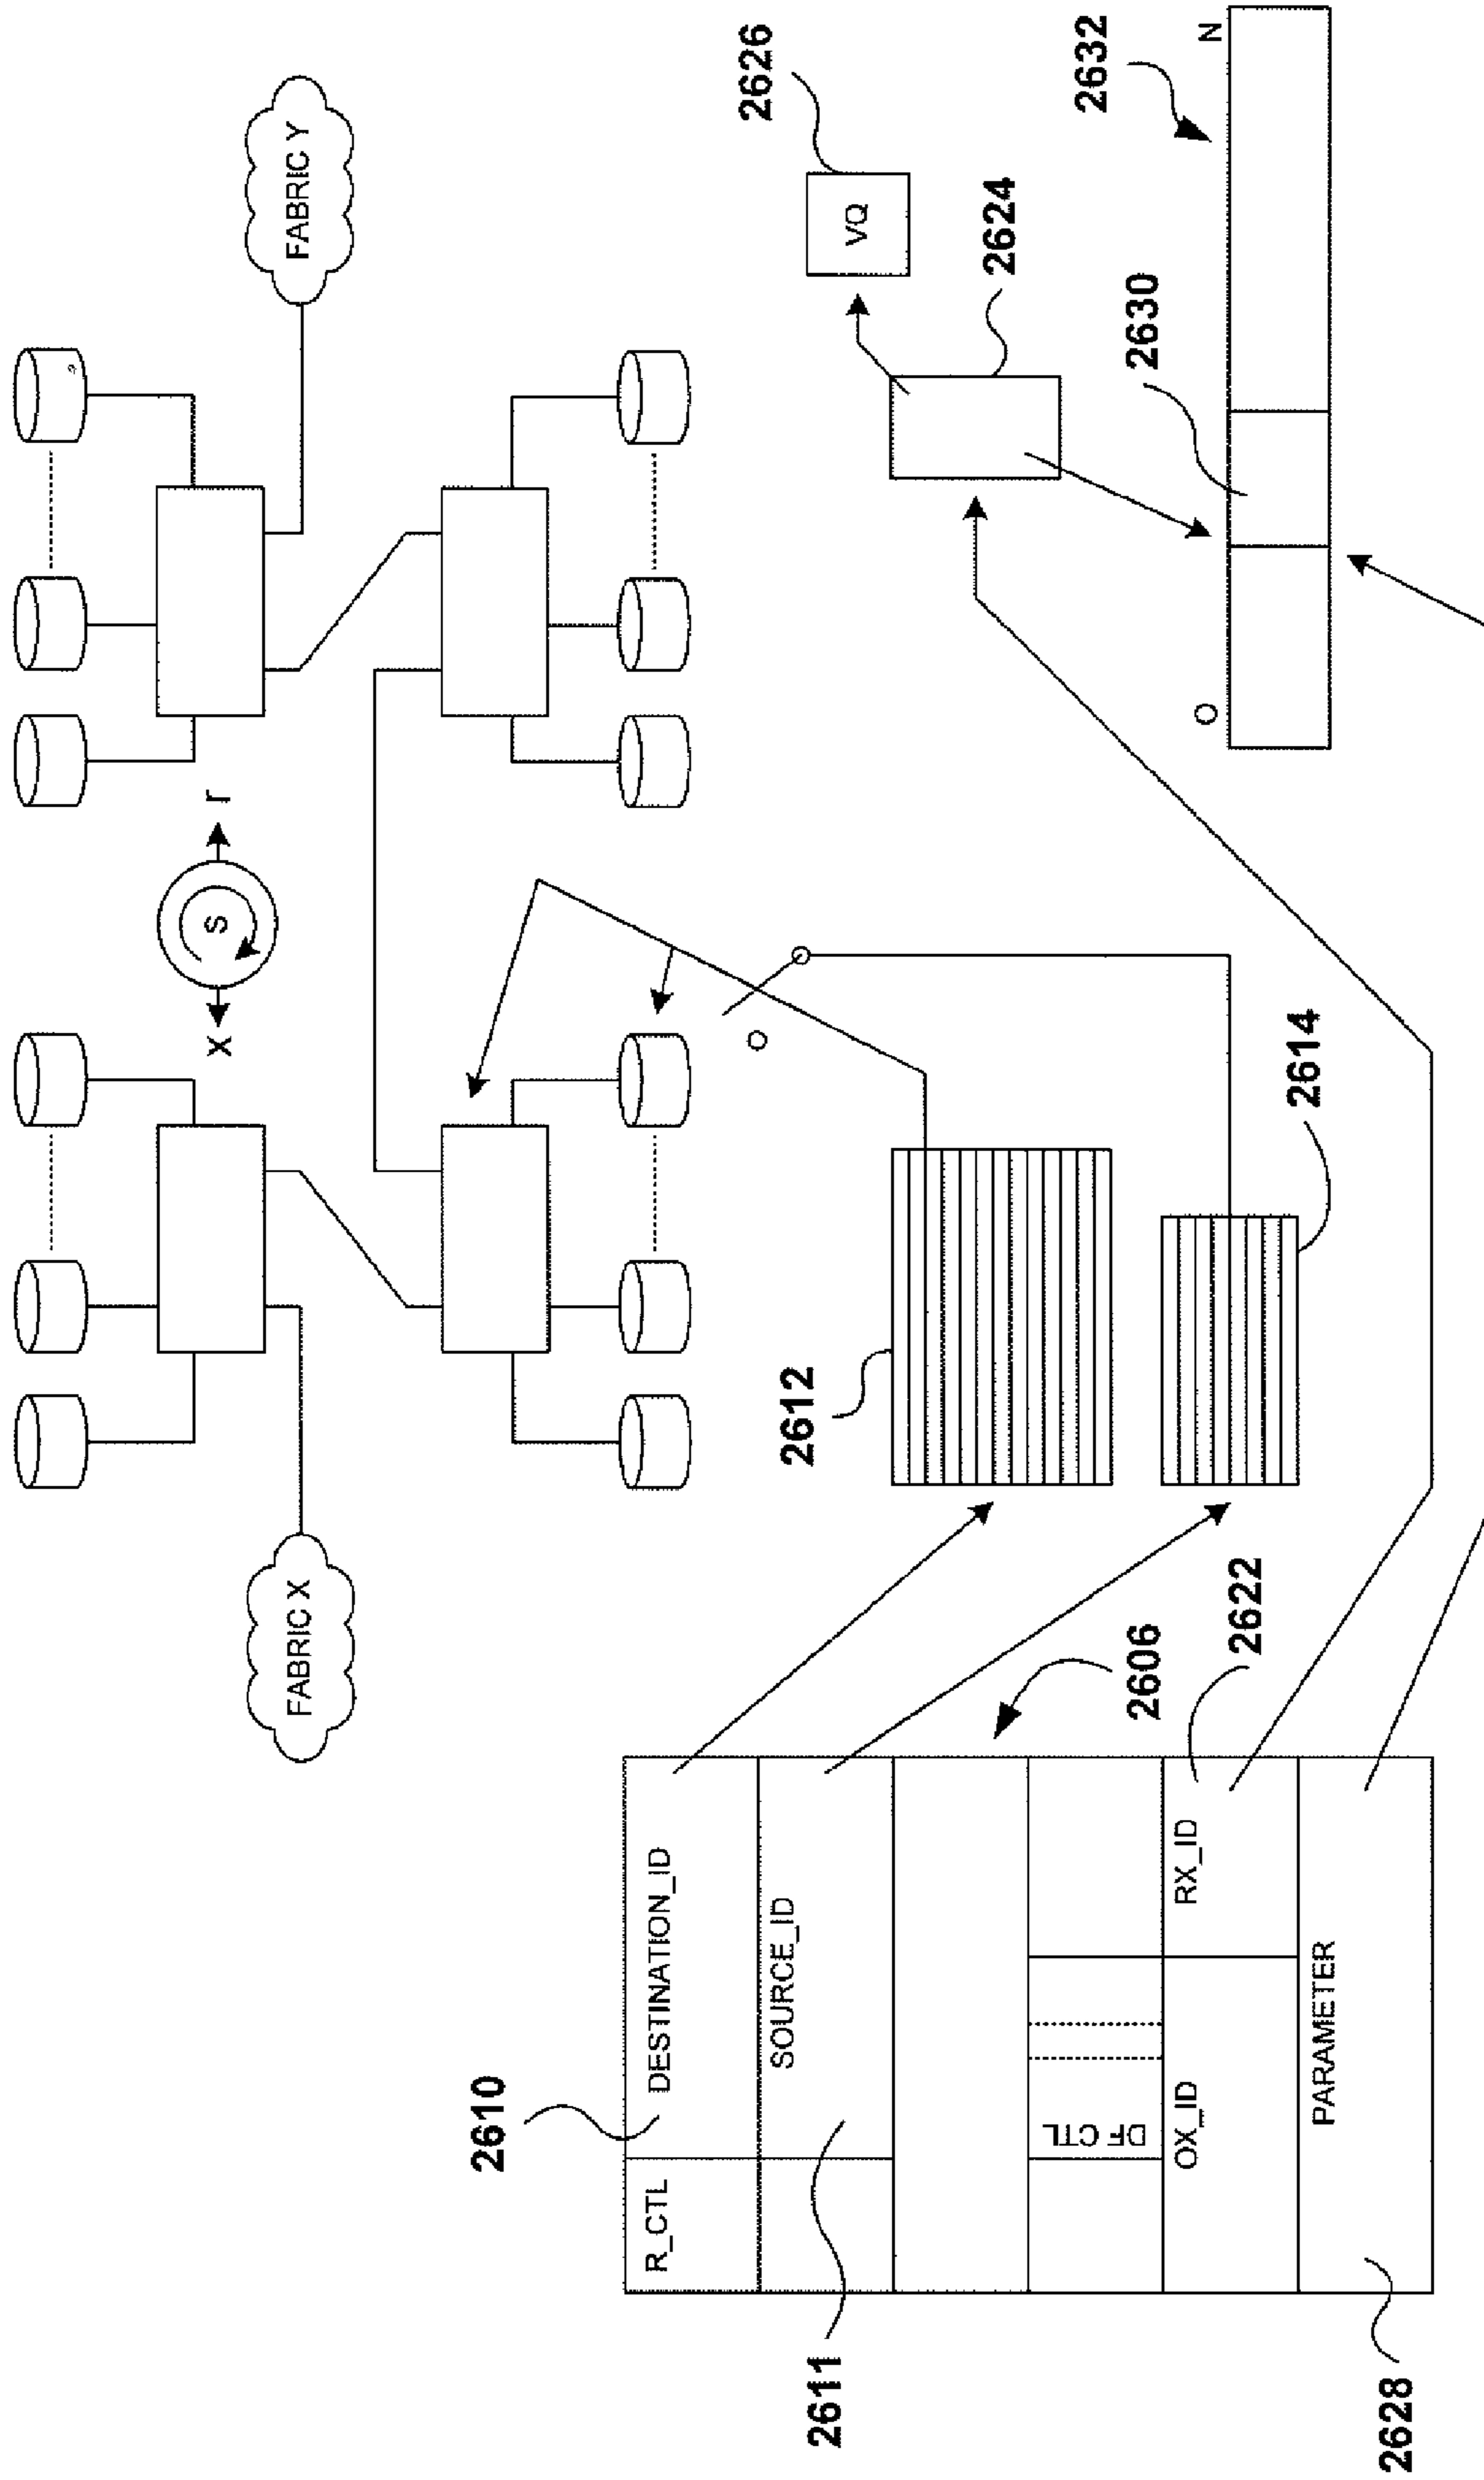 FABRIC X
FABRIC Y
X
S
r
2610
R_CTL
DESTINATION_ID
2611
SOURCE_ID
DF CTL
OX_ID
RX_ID
2628
PARAMETER
2606
2622
2612
2614
2626
VQ
2624
2630
2632
O
N